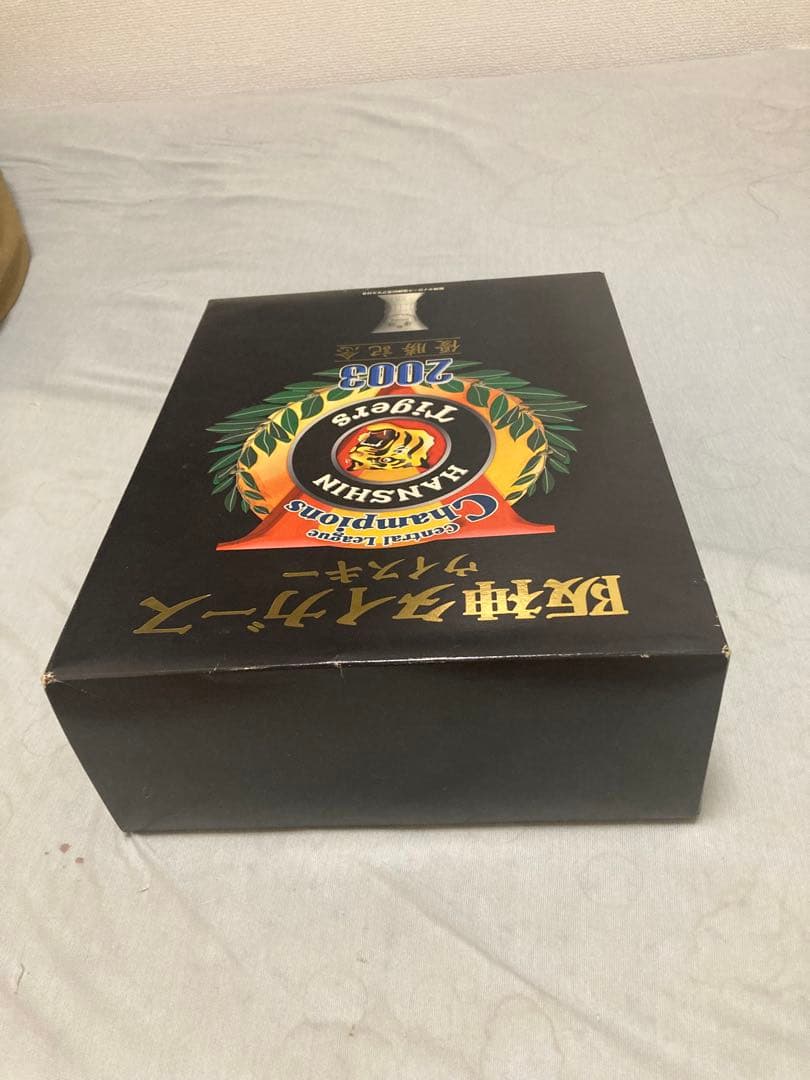 阪神タイガース
ウイスキー
Central League
Champions
HANSHIN
Tigers
2003
優勝記念